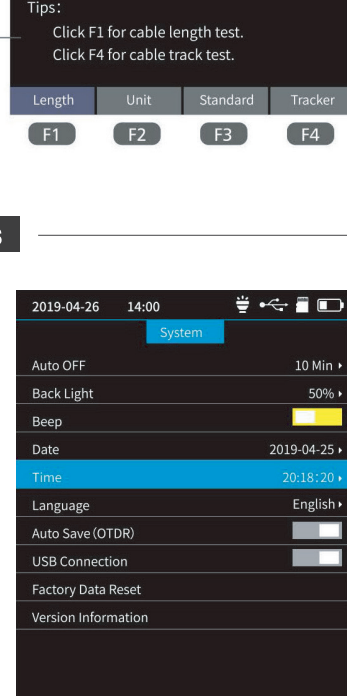 Tips:
Click F1 for cable length test.
Click F4 for cable track test.
Length Unit Standard Tracker
F1 F2 F3 F4
2019-04-26 14:00
System
Auto OFF 10 Min
Back Light 50%
Beep
Date 2019-04-25
Time 20:18:20
Language English
Auto Save(OTDR)
USB Connection
Factory Data Reset
Version Information